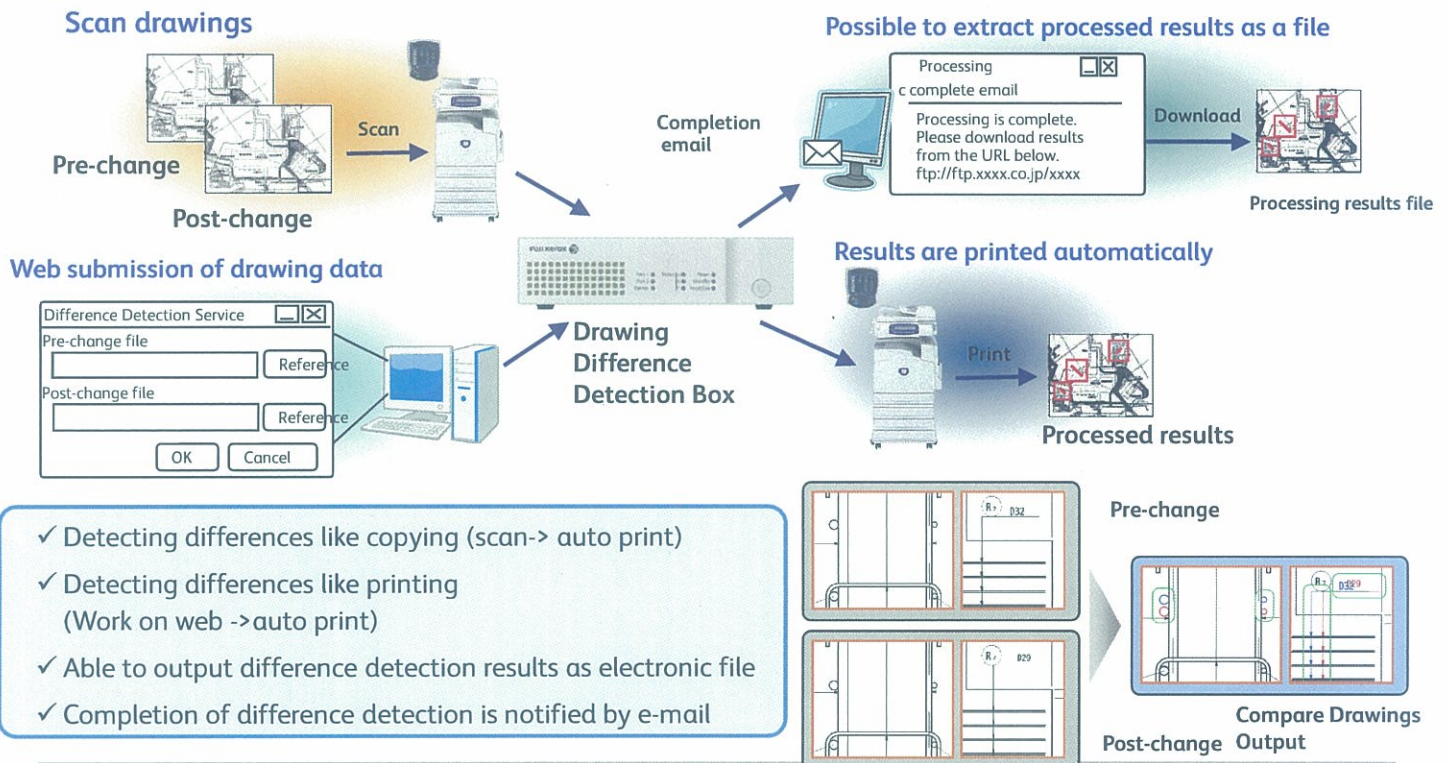 Scan drawings
Pre-change
Post-change
Scan
Completion
email
Possible to extract processed results as a file
Processing
c complete email
Processing is complete.
Please download results
from the URL below.
ftp://ftp.xxxx.co.jp/xxxx
Download
Processing results file
Web submission of drawing data
Difference Detection Service
Pre-change file
Reference
Post-change file
Reference
OK
Cancel
FUJI XEROX
Drawing
Difference
Detection Box
Results are printed automatically
Print
Processed results
✓ Detecting differences like copying (scan-> auto print)
✓ Detecting differences like printing
(Work on web ->auto print)
✓ Able to output difference detection results as electronic file
✓ Completion of difference detection is notified by e-mail
D32
Pre-change
D29
Post-change
Compare Drawings
Output